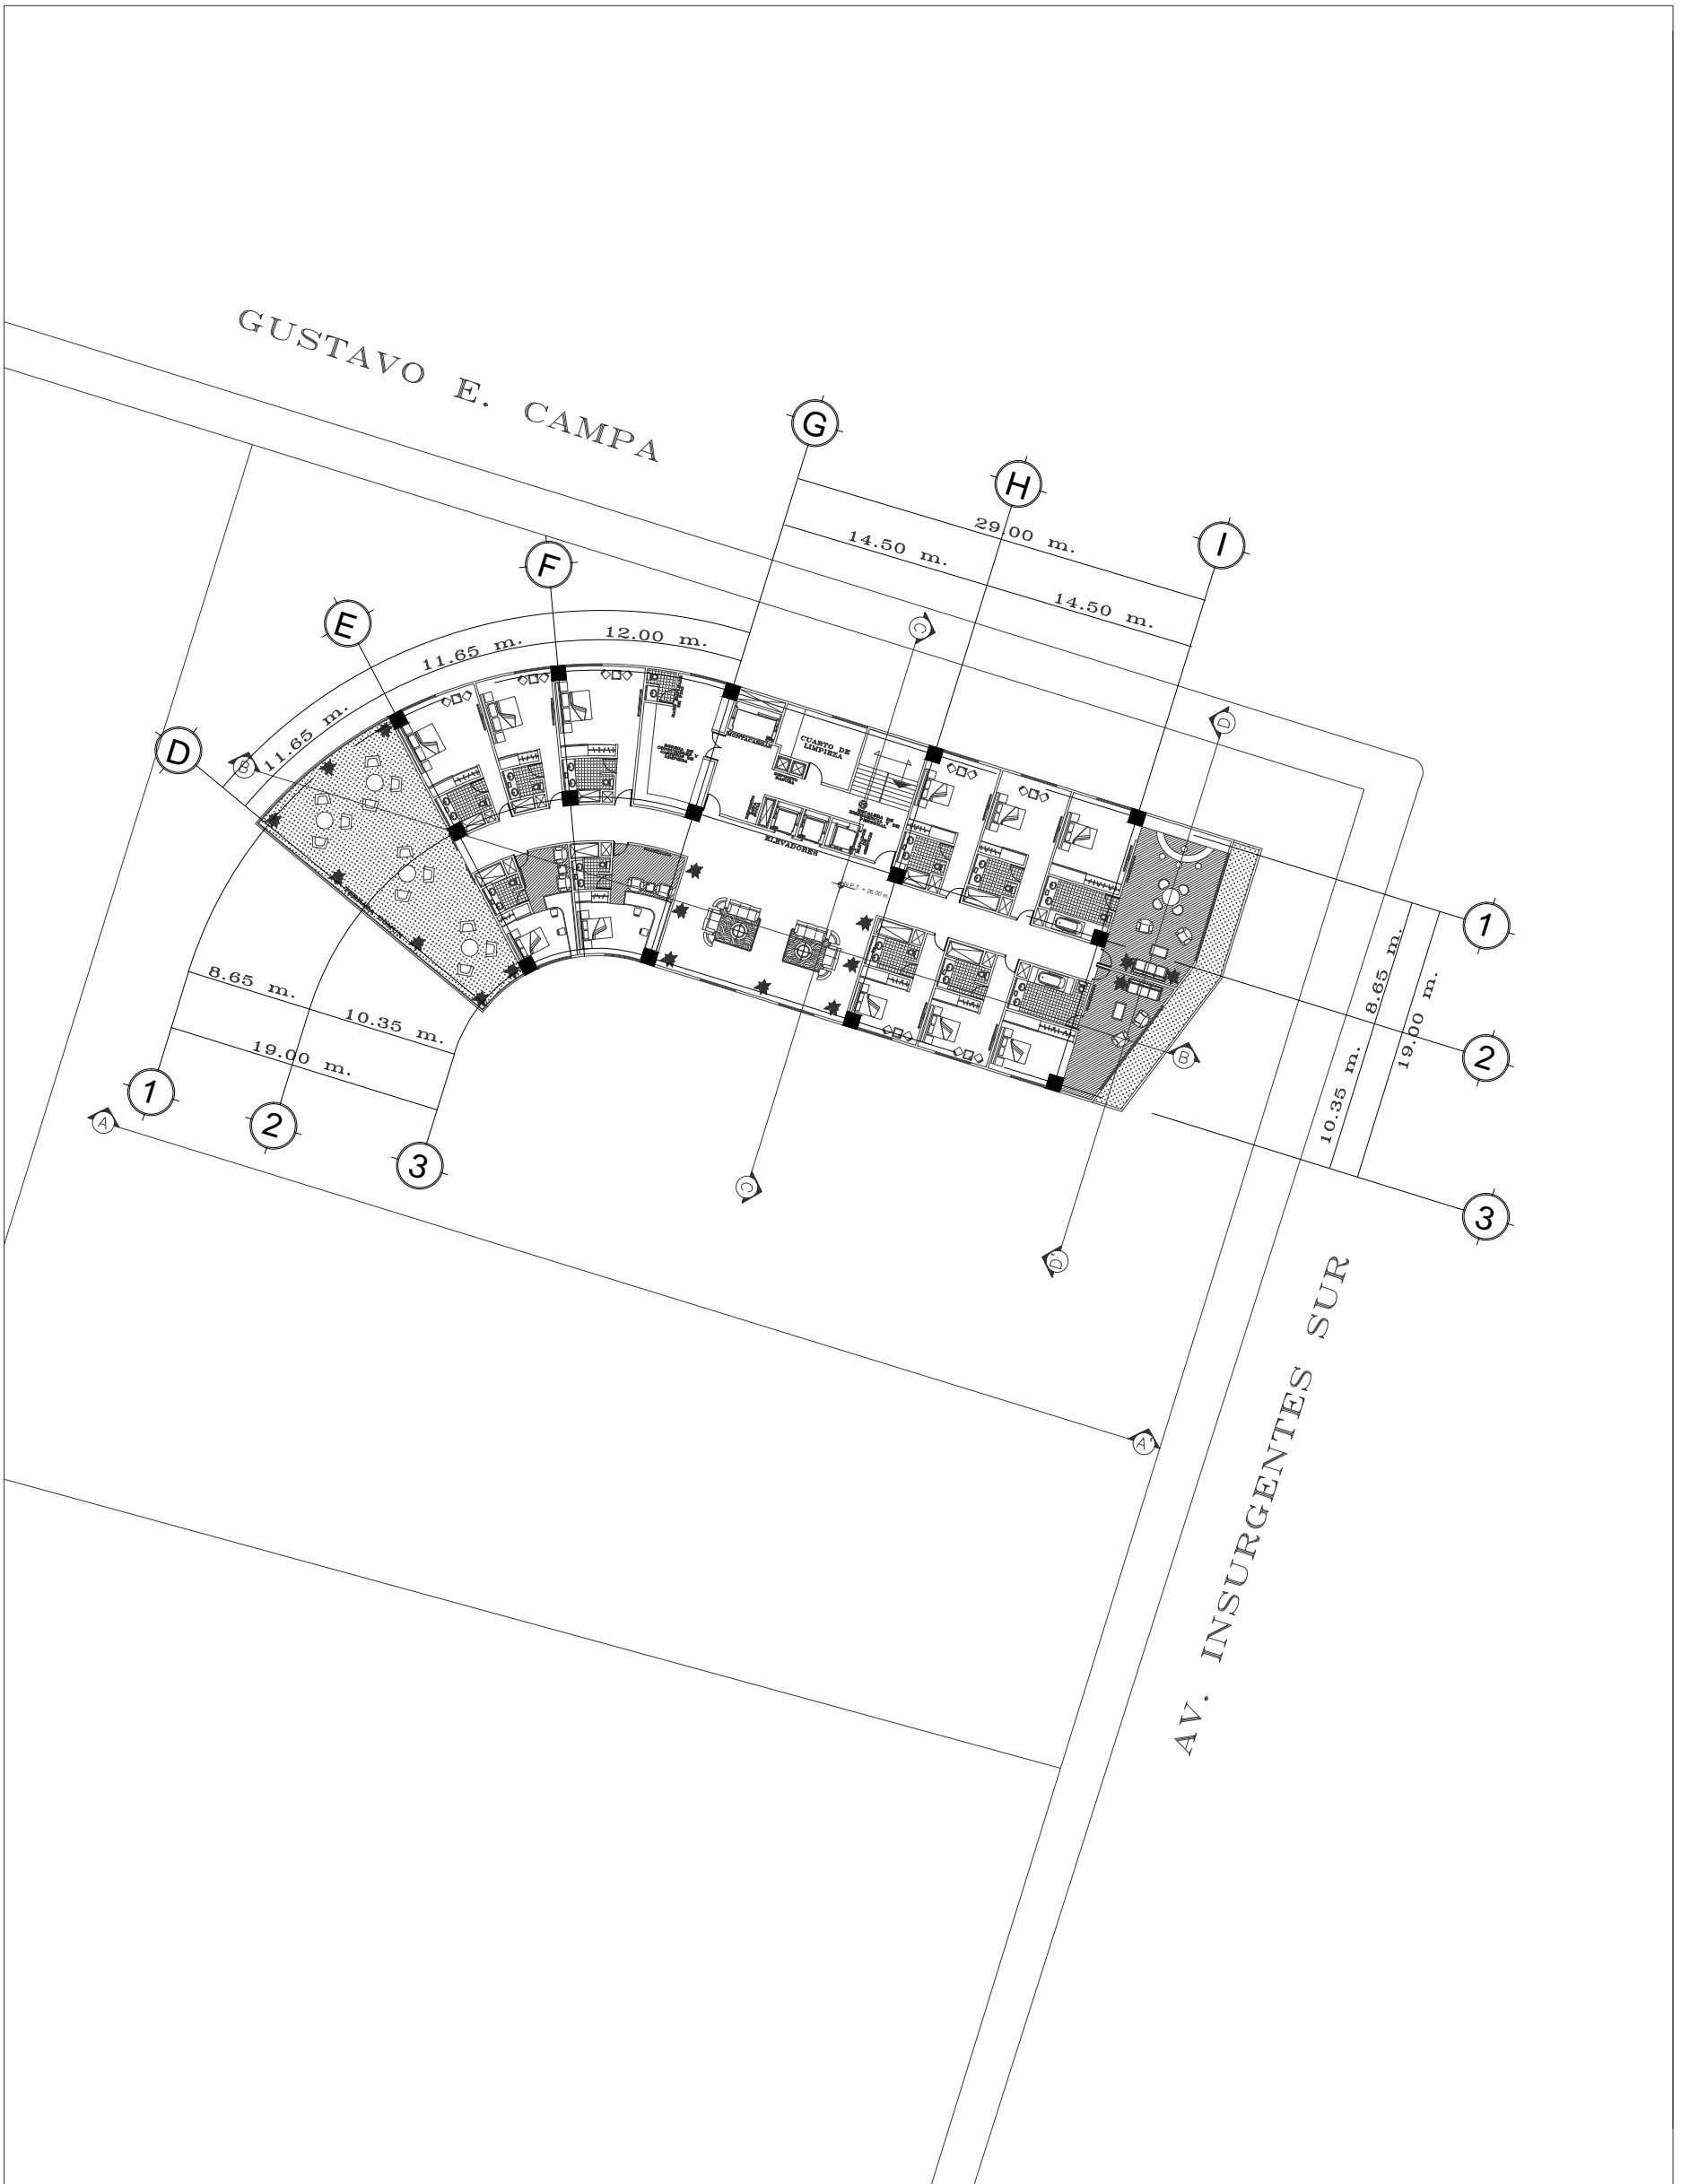 GUSTAVO E. CAMPA
G
H
I
29.00 m.
14.50 m.
14.50 m.
F
E
D
12.00 m.
11.65 m.
11.65 m.
C
D
B
MONTACARGAS
CUARTO DE
LIMPIEZA
ELEVADORES
N.P.T. + 26.00 m
1
2
3
8.65 m.
10.35 m.
19.00 m.
8.65 m.
10.35 m.
19.00 m.
1
2
3
A
B
C
D'
A'
AV. INSURGENTES SUR